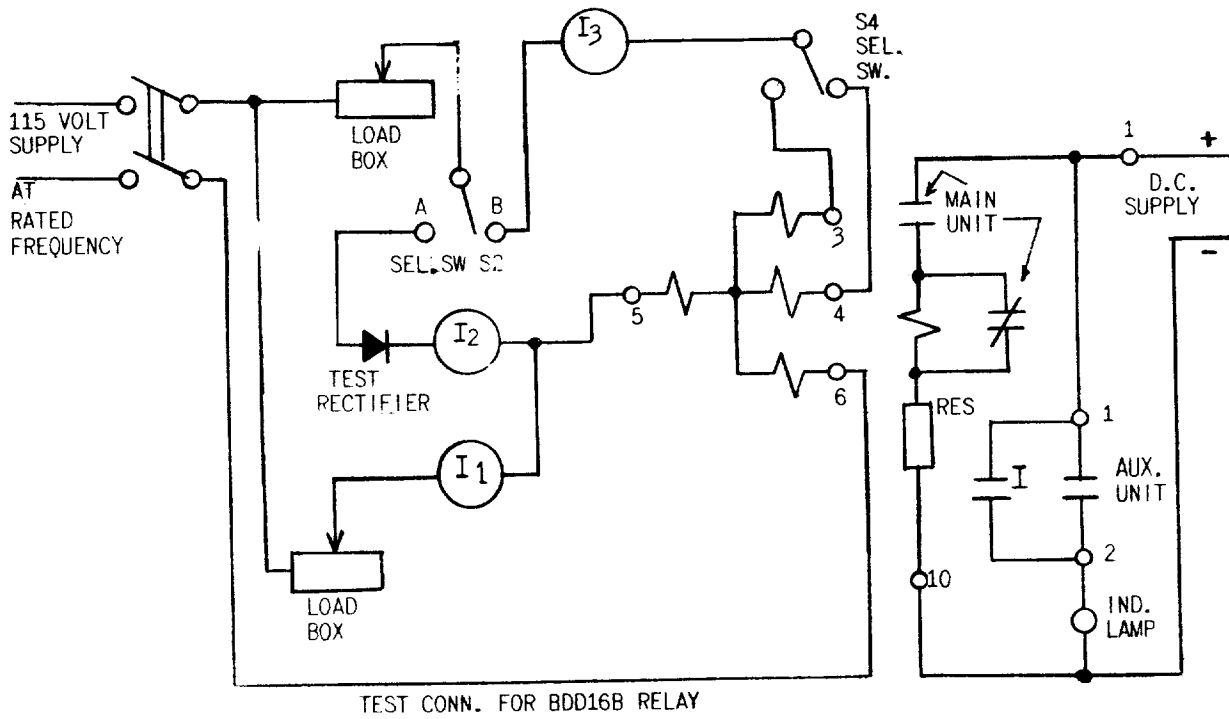 115 VOLT
SUPPLY
AT
RATED
FREQUENCY
LOAD
BOX
I3
S4
SEL.
SW.
A
B
SEL.SW S2
I2
TEST
RECTIFIER
I1
LOAD
BOX
5
3
4
6
MAIN
UNIT
1
+
D.C.
SUPPLY
-
RES
1
I
AUX.
UNIT
2
10
IND.
LAMP
TEST CONN. FOR BDD16B RELAY